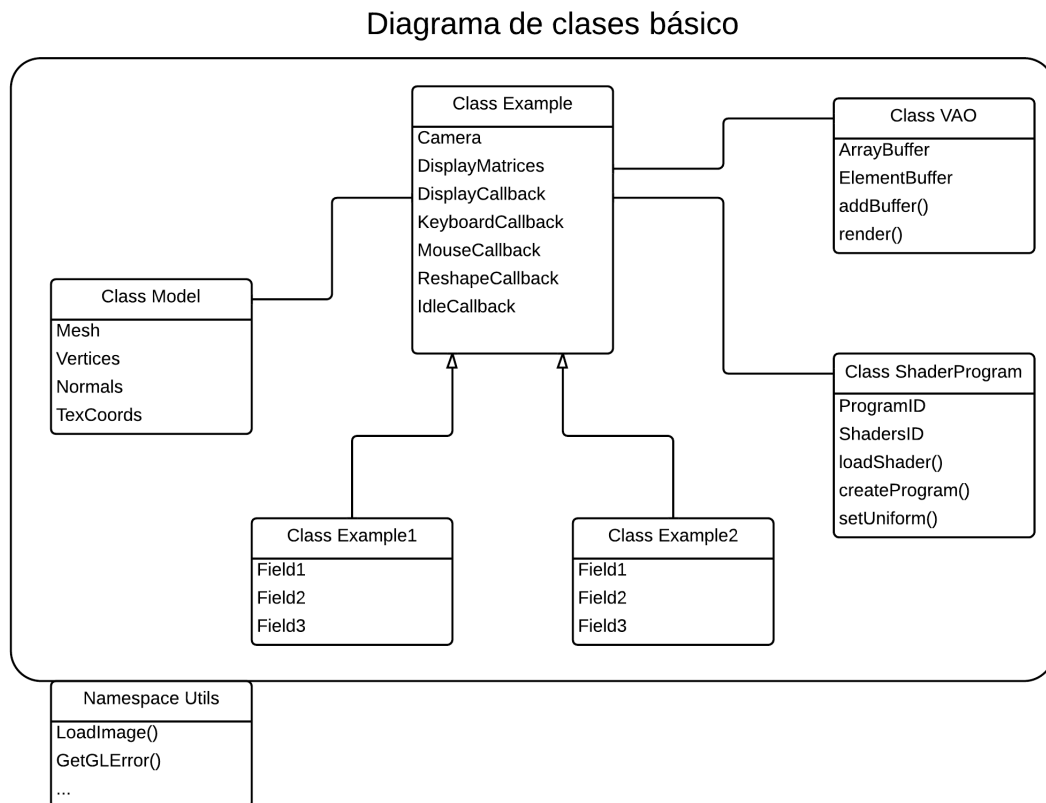 Diagrama de clases básico
Class Example
Camera
DisplayMatrices
DisplayCallback
KeyboardCallback
MouseCallback
ReshapeCallback
IdleCallback
Class VAO
ArrayBuffer
ElementBuffer
addBuffer()
render()
Class Model
Mesh
Vertices
Normals
TexCoords
Class ShaderProgram
ProgramID
ShadersID
loadShader()
createProgram()
setUniform()
Class Example1
Field1
Field2
Field3
Class Example2
Field1
Field2
Field3
Namespace Utils
LoadImage()
GetGLError()
...